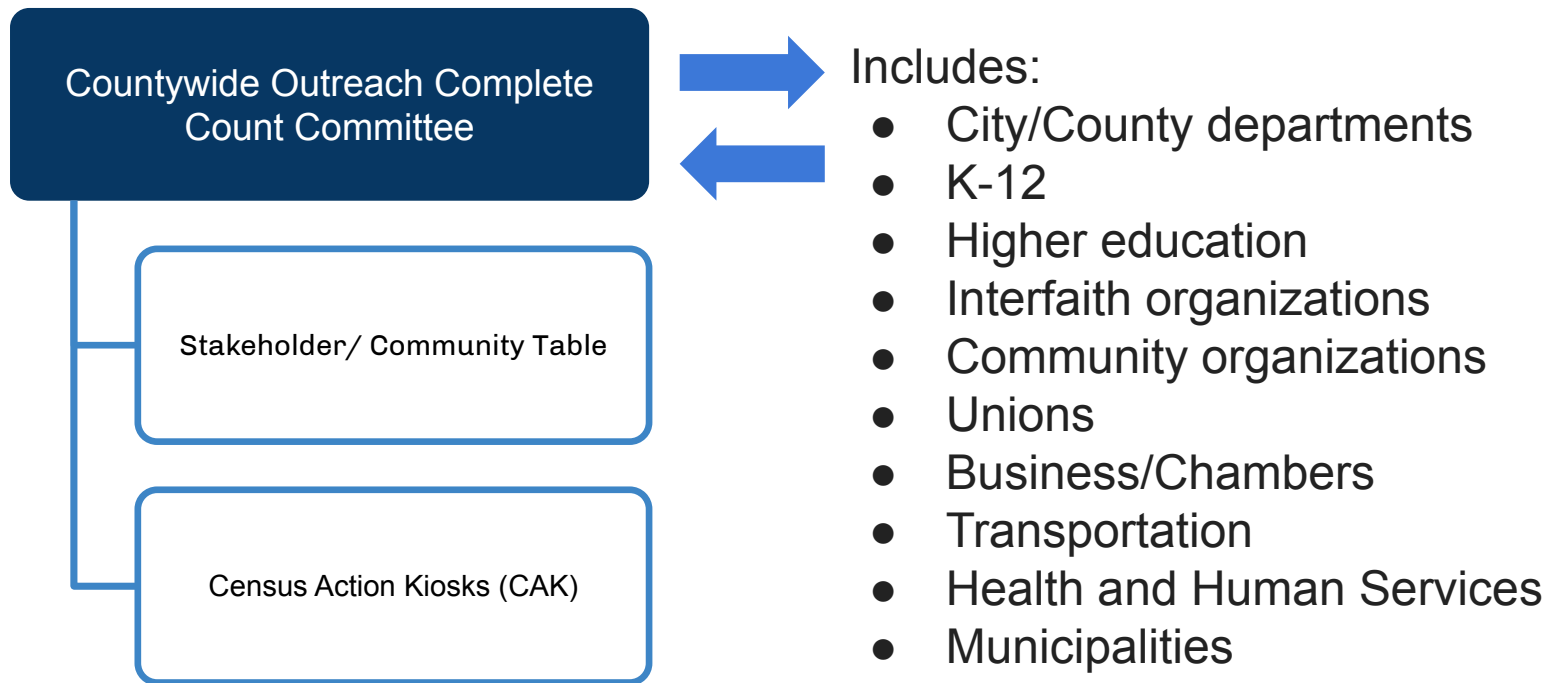 Countywide Outreach Complete
Count Committee
Stakeholder/ Community Table
Census Action Kiosks (CAK)
Includes:
● City/County departments
● K-12
● Higher education
● Interfaith organizations
● Community organizations
● Unions
● Business/Chambers
● Transportation
● Health and Human Services
● Municipalities